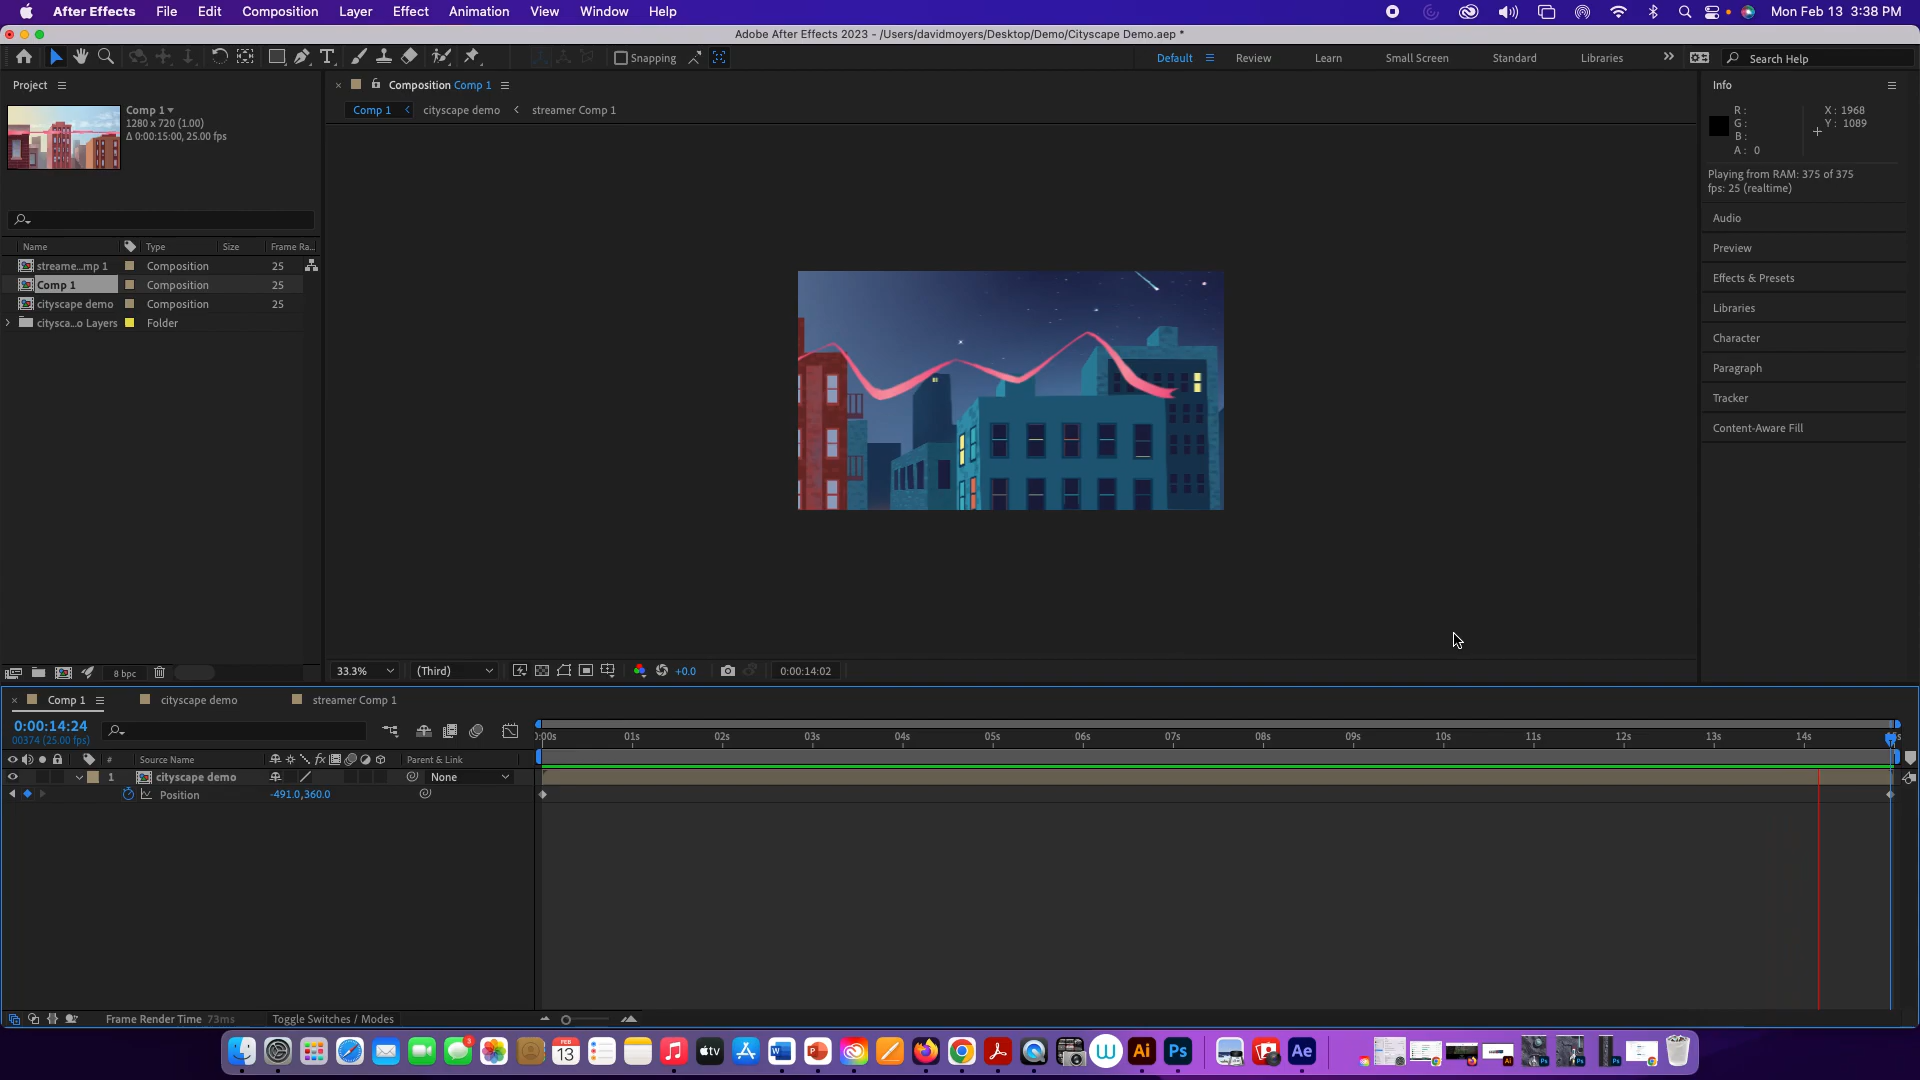 After Effects File Edit Composition Layer Effect Animation View Window Help Mon Feb 13 3:38 PM
Adobe After Effects 2023 - /Users/davidmoyers/Desktop/Demo/Cityscape Demo.aep *
Snapping Default Review Learn Small Screen Standard Libraries Search Help
Project
Comp 1
1280 x 720 (1.00)
Δ 0:00:15:00, 25.00 fps
Name Type Size Frame Ra...
streame...mp 1 Composition 25
Comp 1 Composition 25
cityscape demo Composition 25
citysca...o Layers Folder
8 bpc
Composition Comp 1
Comp 1 cityscape demo streamer Comp 1
33.3% (Third) +0.0 0:00:14:02
Info
R: X: 1968
G: Y: 1089
B:
A: 0
Playing from RAM: 375 of 375
fps: 25 (realtime)
Audio
Preview
Effects & Presets
Libraries
Character
Paragraph
Tracker
Content-Aware Fill
Comp 1 cityscape demo streamer Comp 1
0:00:14:24
00374 (25.00 fps)
:00s 01s 02s 03s 04s 05s 06s 07s 08s 09s 10s 11s 12s 13s 14s
# Source Name fx Parent & Link
1 cityscape demo None
Position -491.0,360.0
Frame Render Time 73ms Toggle Switches / Modes
3
FEB
13
tv
W
P
W
Ai
Ps
Ae